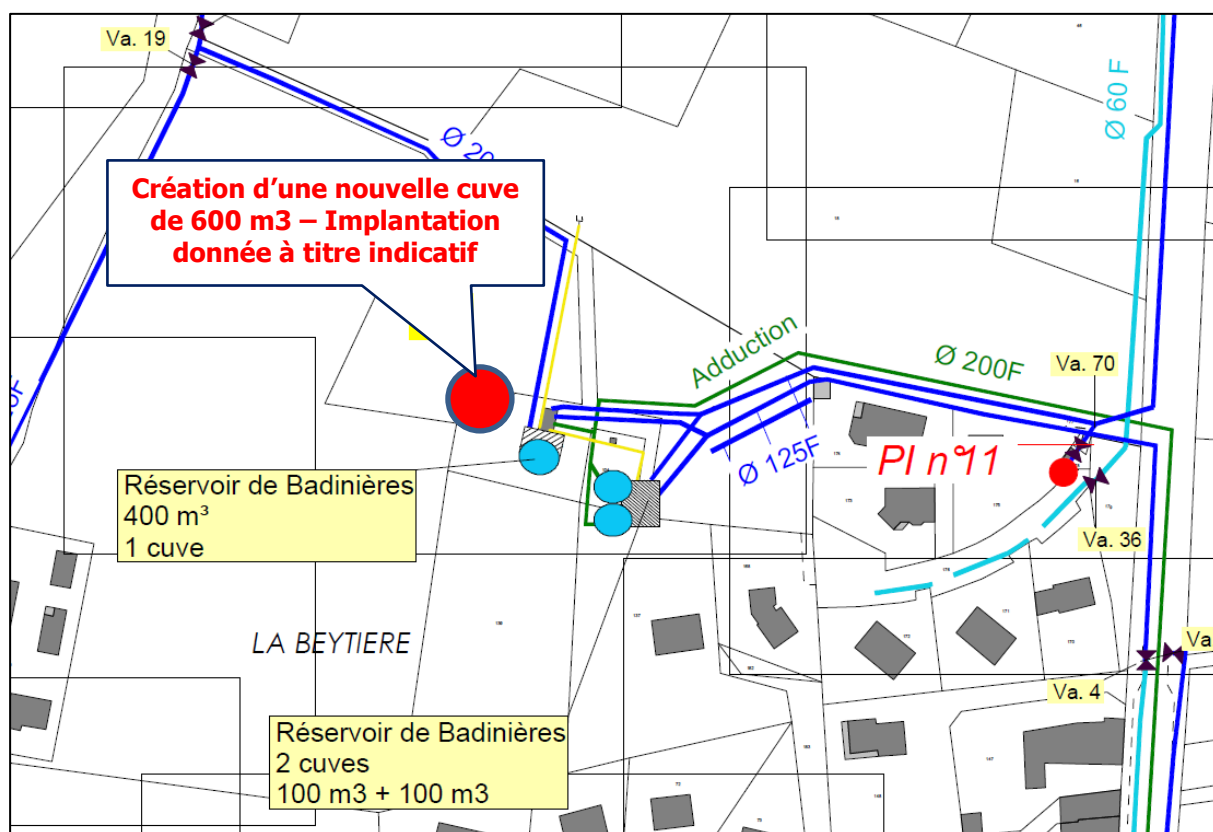 Va. 19
Ø 60 F
Création d’une nouvelle cuve
de 600 m3 – Implantation
donnée à titre indicatif
Adduction
Ø 200F
Va. 70
Ø 125F
PI n°11
Réservoir de Badinières
400 m³
1 cuve
Va. 36
LA BEYTIERE
Va
Va. 4
Réservoir de Badinières
2 cuves
100 m3 + 100 m3